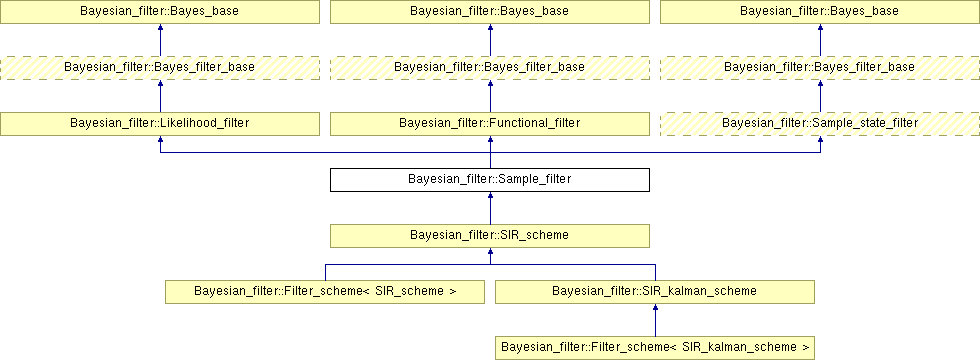 Bayesian_filter::Bayes_base
Bayesian_filter::Bayes_base
Bayesian_filter::Bayes_base
Bayesian_filter::Bayes_filter_base
Bayesian_filter::Bayes_filter_base
Bayesian_filter::Bayes_filter_base
Bayesian_filter::Likelihood_filter
Bayesian_filter::Functional_filter
Bayesian_filter::Sample_state_filter
Bayesian_filter::Sample_filter
Bayesian_filter::SIR_scheme
Bayesian_filter::Filter_scheme< SIR_scheme >
Bayesian_filter::SIR_kalman_scheme
Bayesian_filter::Filter_scheme< SIR_kalman_scheme >